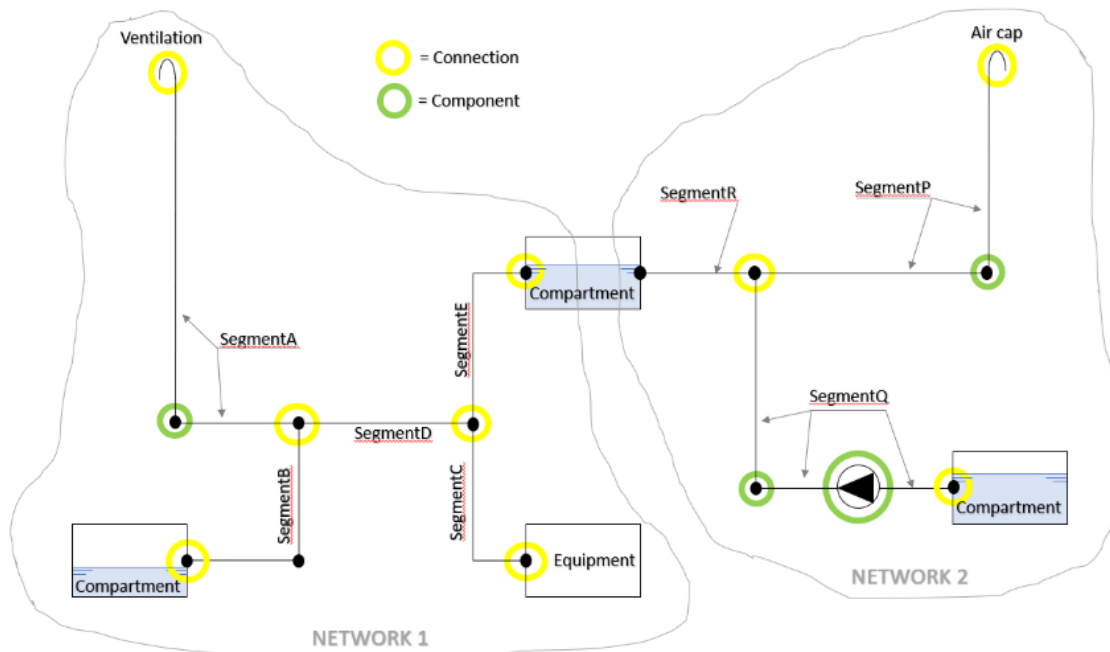 Ventilation
= Connection
= Component
Air cap
SegmentR
SegmentP
Compartment
SegmentE
SegmentA
SegmentD
SegmentB
SegmentC
SegmentQ
Compartment
Equipment
Compartment
NETWORK 2
NETWORK 1